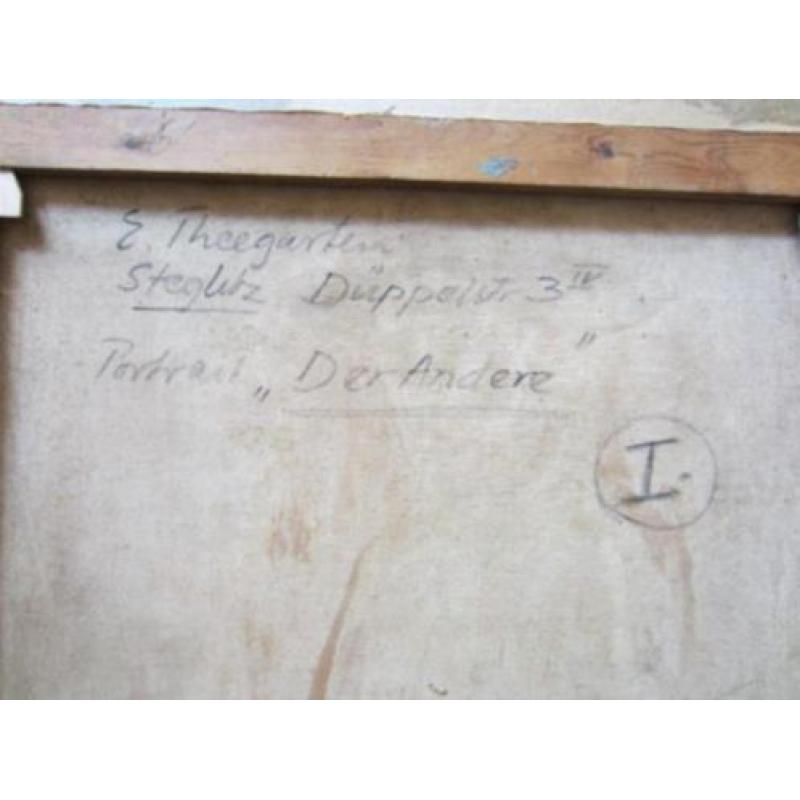 E. Theegarten
Steglitz Düppelstr 3 IV
Portrait „Der Andere"
I.